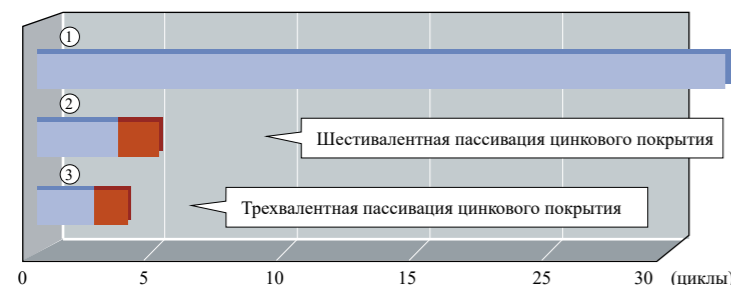 ①
②
Шестивалентная пассивация цинкового покрытия
③
Трехвалентная пассивация цинкового покрытия
0 5 10 15 25 30 (циклы)